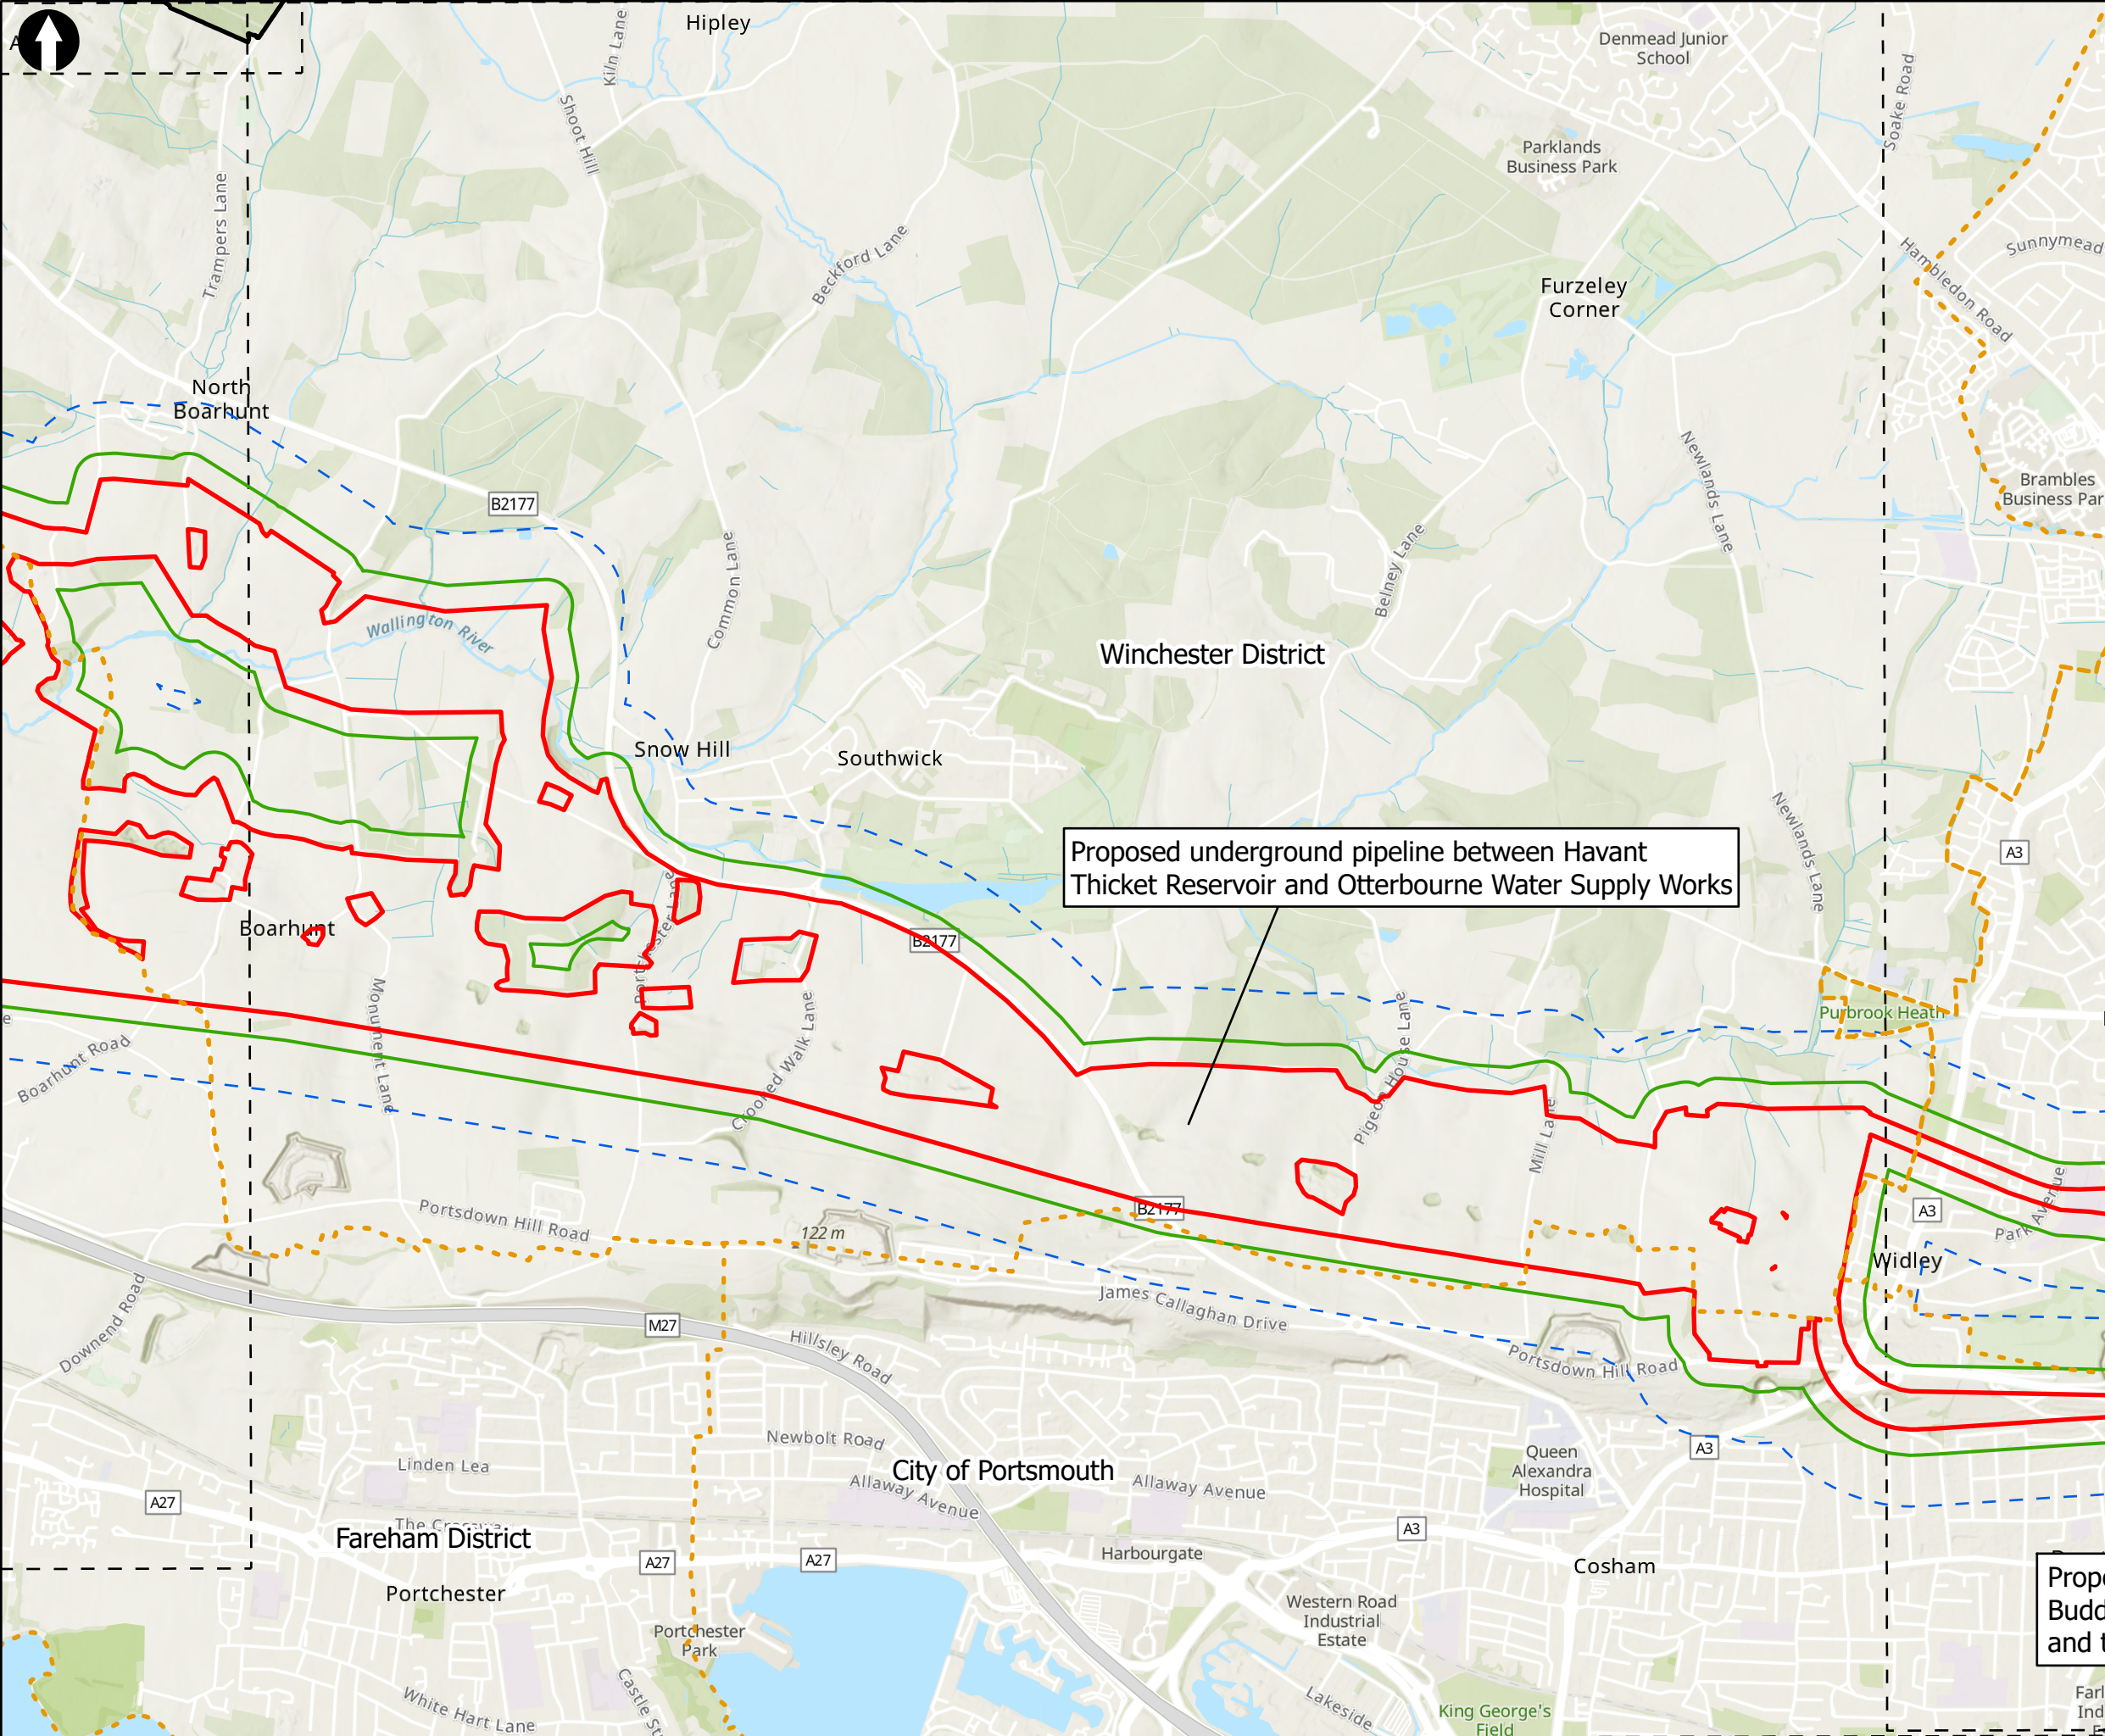 Hipley
Kiln Lane
Shoot Hill
Denmead Junior
School
Soake Road
Parklands
Business Park
Trampers Lane
Beckford Lane
Hambledon Road
Sunnymead
Furzeley
Corner
North
Boarhunt
B2177
Newlands Lane
Brambles
Business Par
Common Lane
Belney Lane
Wallington River
Winchester District
Snow Hill
Southwick
Newlands Lane
A3
Proposed underground pipeline between Havant
Thicket Reservoir and Otterbourne Water Supply Works
Boarhunt
Portchester Lane
B2177
Monument Lane
Crooked Walk Lane
Pigeon House Lane
Purbrook Heath
Boarhunt Road
Mill Lane
B2177
A3
Park Avenue
Portsdown Hill Road
122 m
Widley
Downend Road
James Callaghan Drive
M27
Hillsley Road
Portsdown Hill Road
Newbolt Road
Linden Lea
City of Portsmouth
Allaway Avenue
Allaway Avenue
Queen
Alexandra
Hospital
A3
A27
Fareham District
A3
A27
A27
Harbourgate
Cosham
Portchester
Western Road
Industrial
Estate
Portchester
Park
White Hart Lane
Lakeside
King George's
Field
and